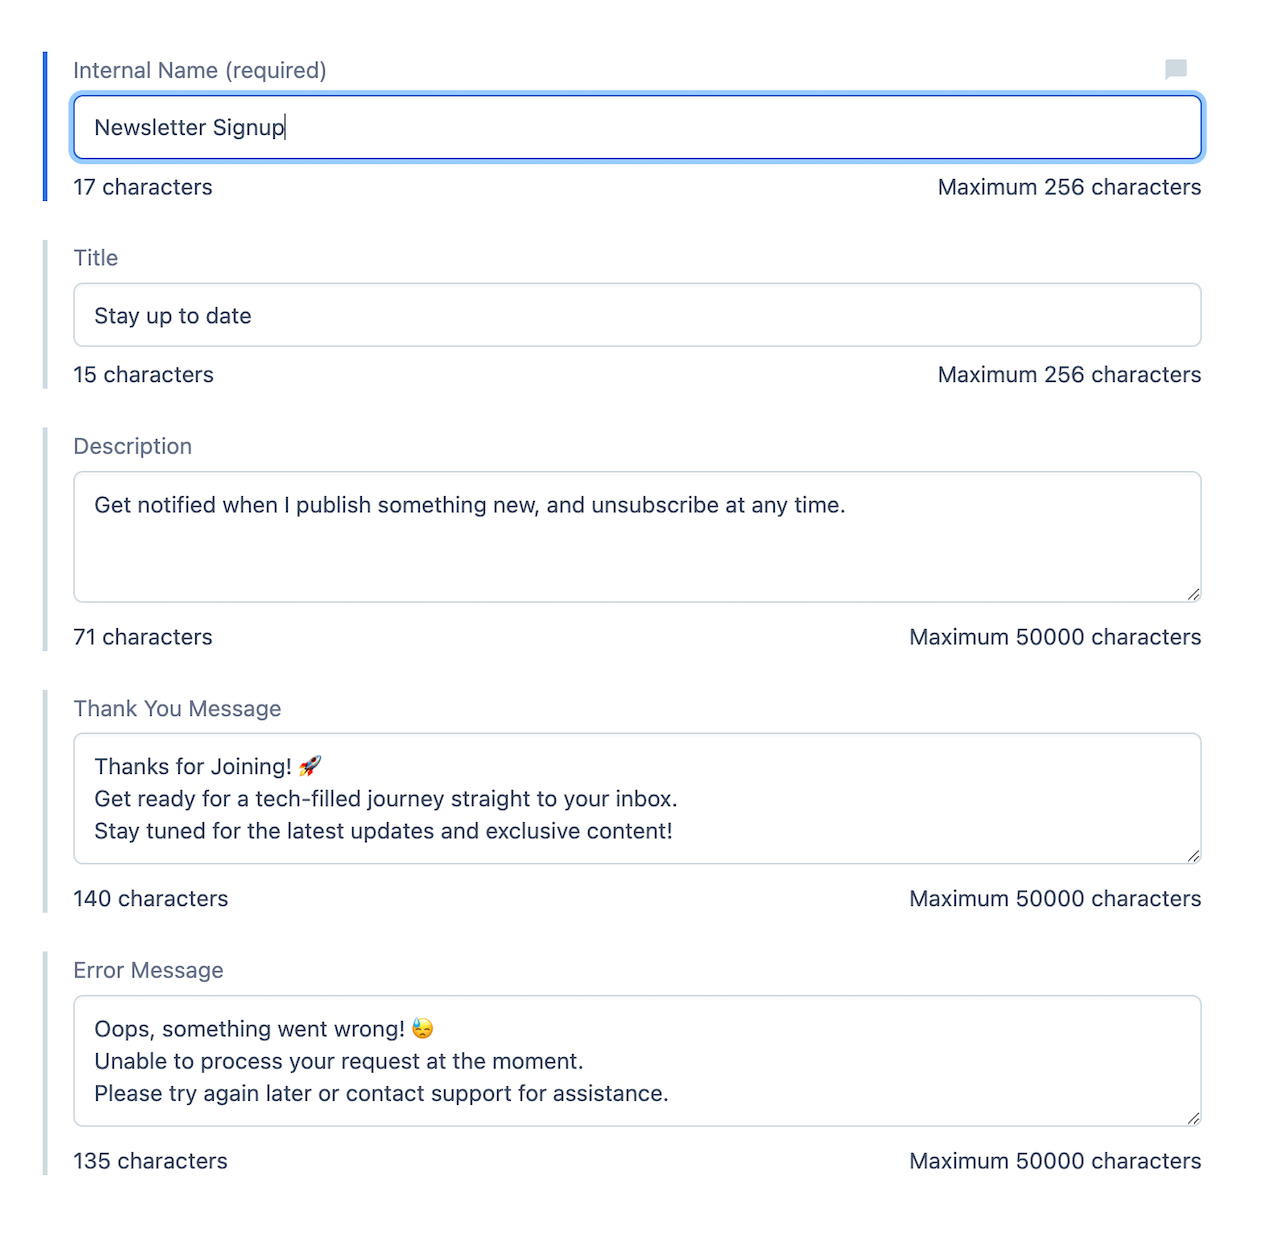 Internal Name (required)
Newsletter Signup
17 characters
Maximum 256 characters
Title
Stay up to date
15 characters
Maximum 256 characters
Description
Get notified when I publish something new, and unsubscribe at any time.
71 characters
Maximum 50000 characters
Thank You Message
Thanks for Joining! 🚀
Get ready for a tech-filled journey straight to your inbox.
Stay tuned for the latest updates and exclusive content!
140 characters
Maximum 50000 characters
Error Message
Oops, something went wrong! 😓
Unable to process your request at the moment.
Please try again later or contact support for assistance.
135 characters
Maximum 50000 characters